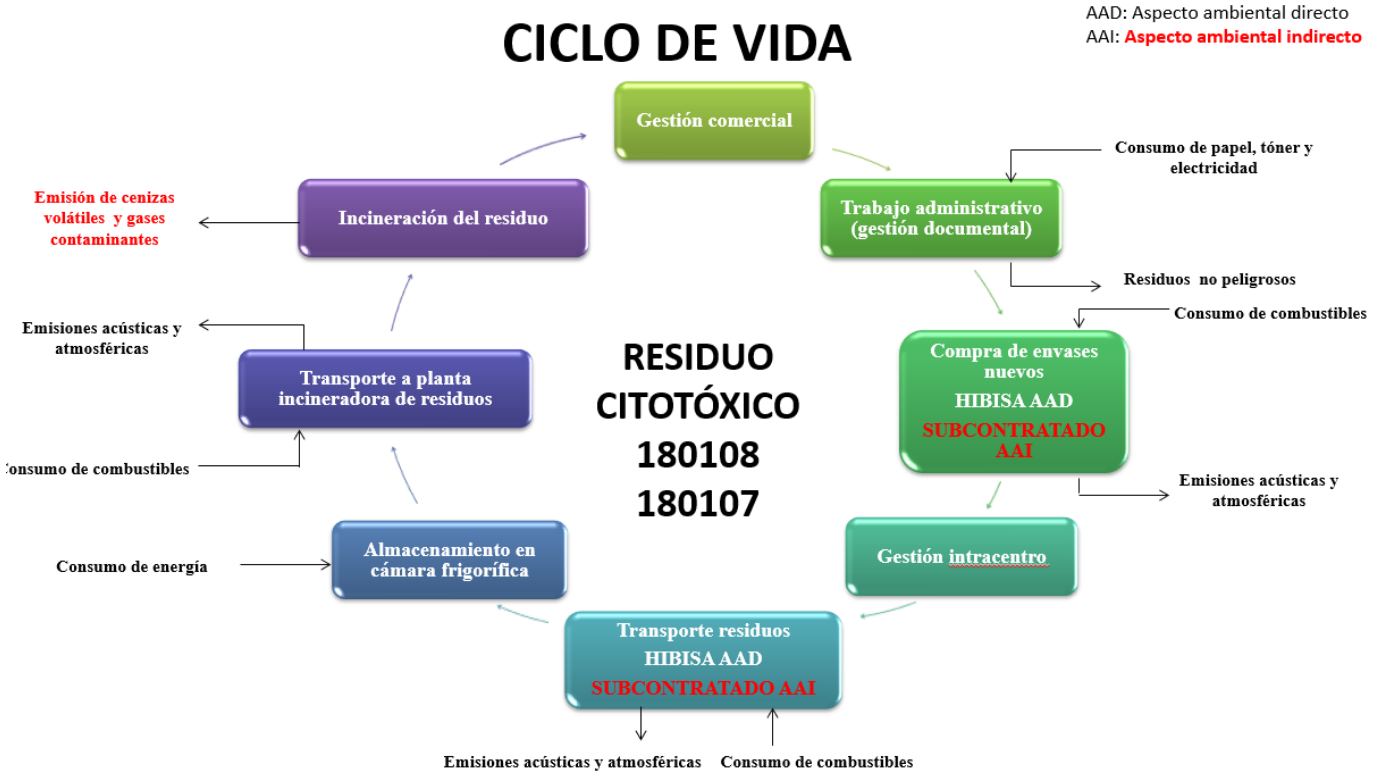 CICLO DE VIDA
AAD: Aspecto ambiental directo
AAI: Aspecto ambiental indirecto
Gestión comercial
Consumo de papel, tóner y
electricidad
Trabajo administrativo
(gestión documental)
Residuos no peligrosos
Consumo de combustibles
Compra de envases
nuevos
HIBISA AAD
SUBCONTRATADO
AAI
Emisiones acústicas y
atmosféricas
Gestión intracentro
Transporte residuos
HIBISA AAD
SUBCONTRATADO AAI
Emisiones acústicas y atmosféricas
Consumo de combustibles
Almacenamiento en
cámara frigorífica
Consumo de energía
Transporte a planta
incineradora de residuos
Consumo de combustibles
Emisiones acústicas y
atmosféricas
Incineración del residuo
Emisión de cenizas
volátiles y gases
contaminantes
RESIDUO
CITOTÓXICO
180108
180107